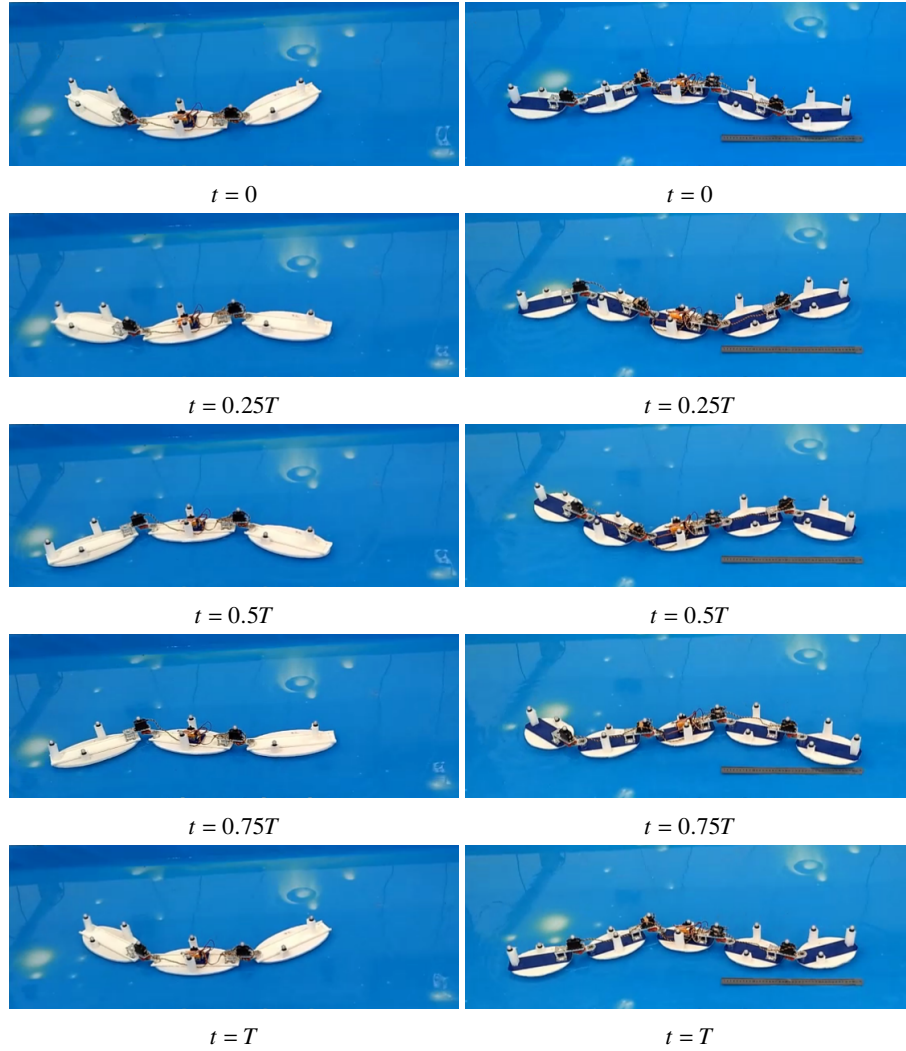 t = 0
t = 0
t = 0.25T
t = 0.25T
t = 0.5T
t = 0.5T
t = 0.75T
t = 0.75T
t = T
t = T